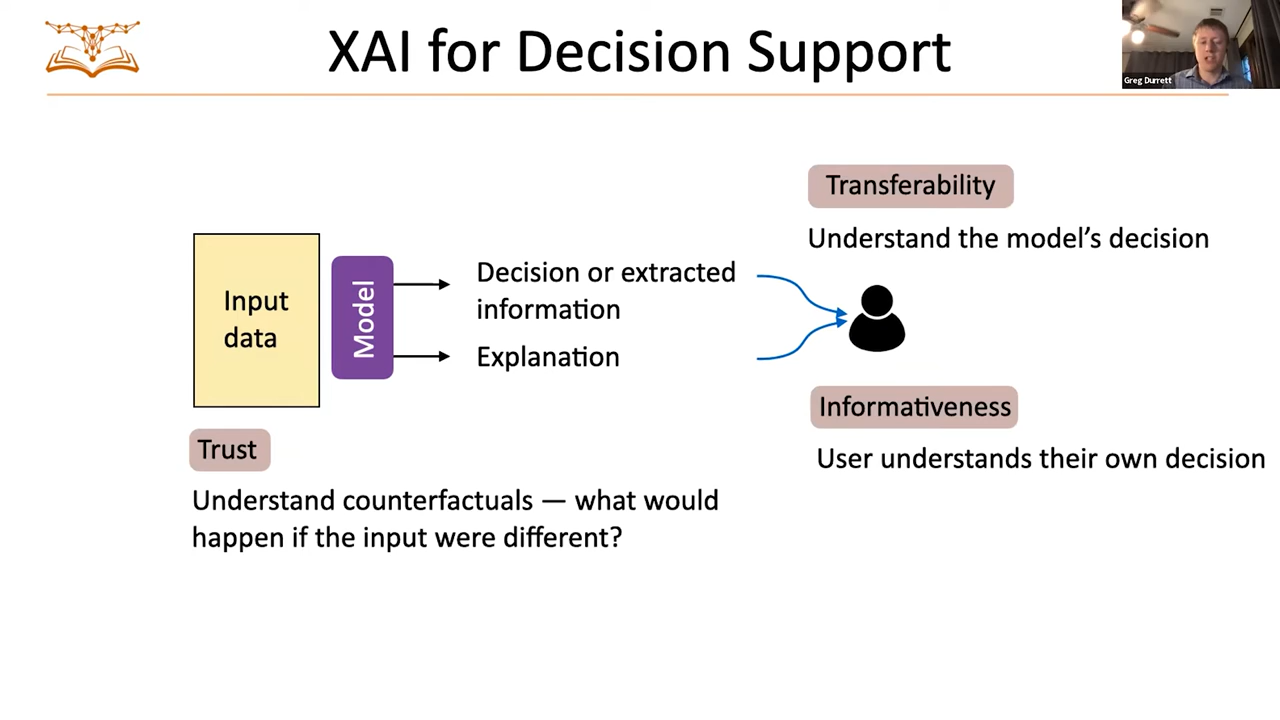 XAI for Decision Support
Greg Durrett
Transferability
Understand the model’s decision
Input
data
Model
Decision or extracted
information
Explanation
Informativeness
User understands their own decision
Trust
Understand counterfactuals — what would
happen if the input were different?